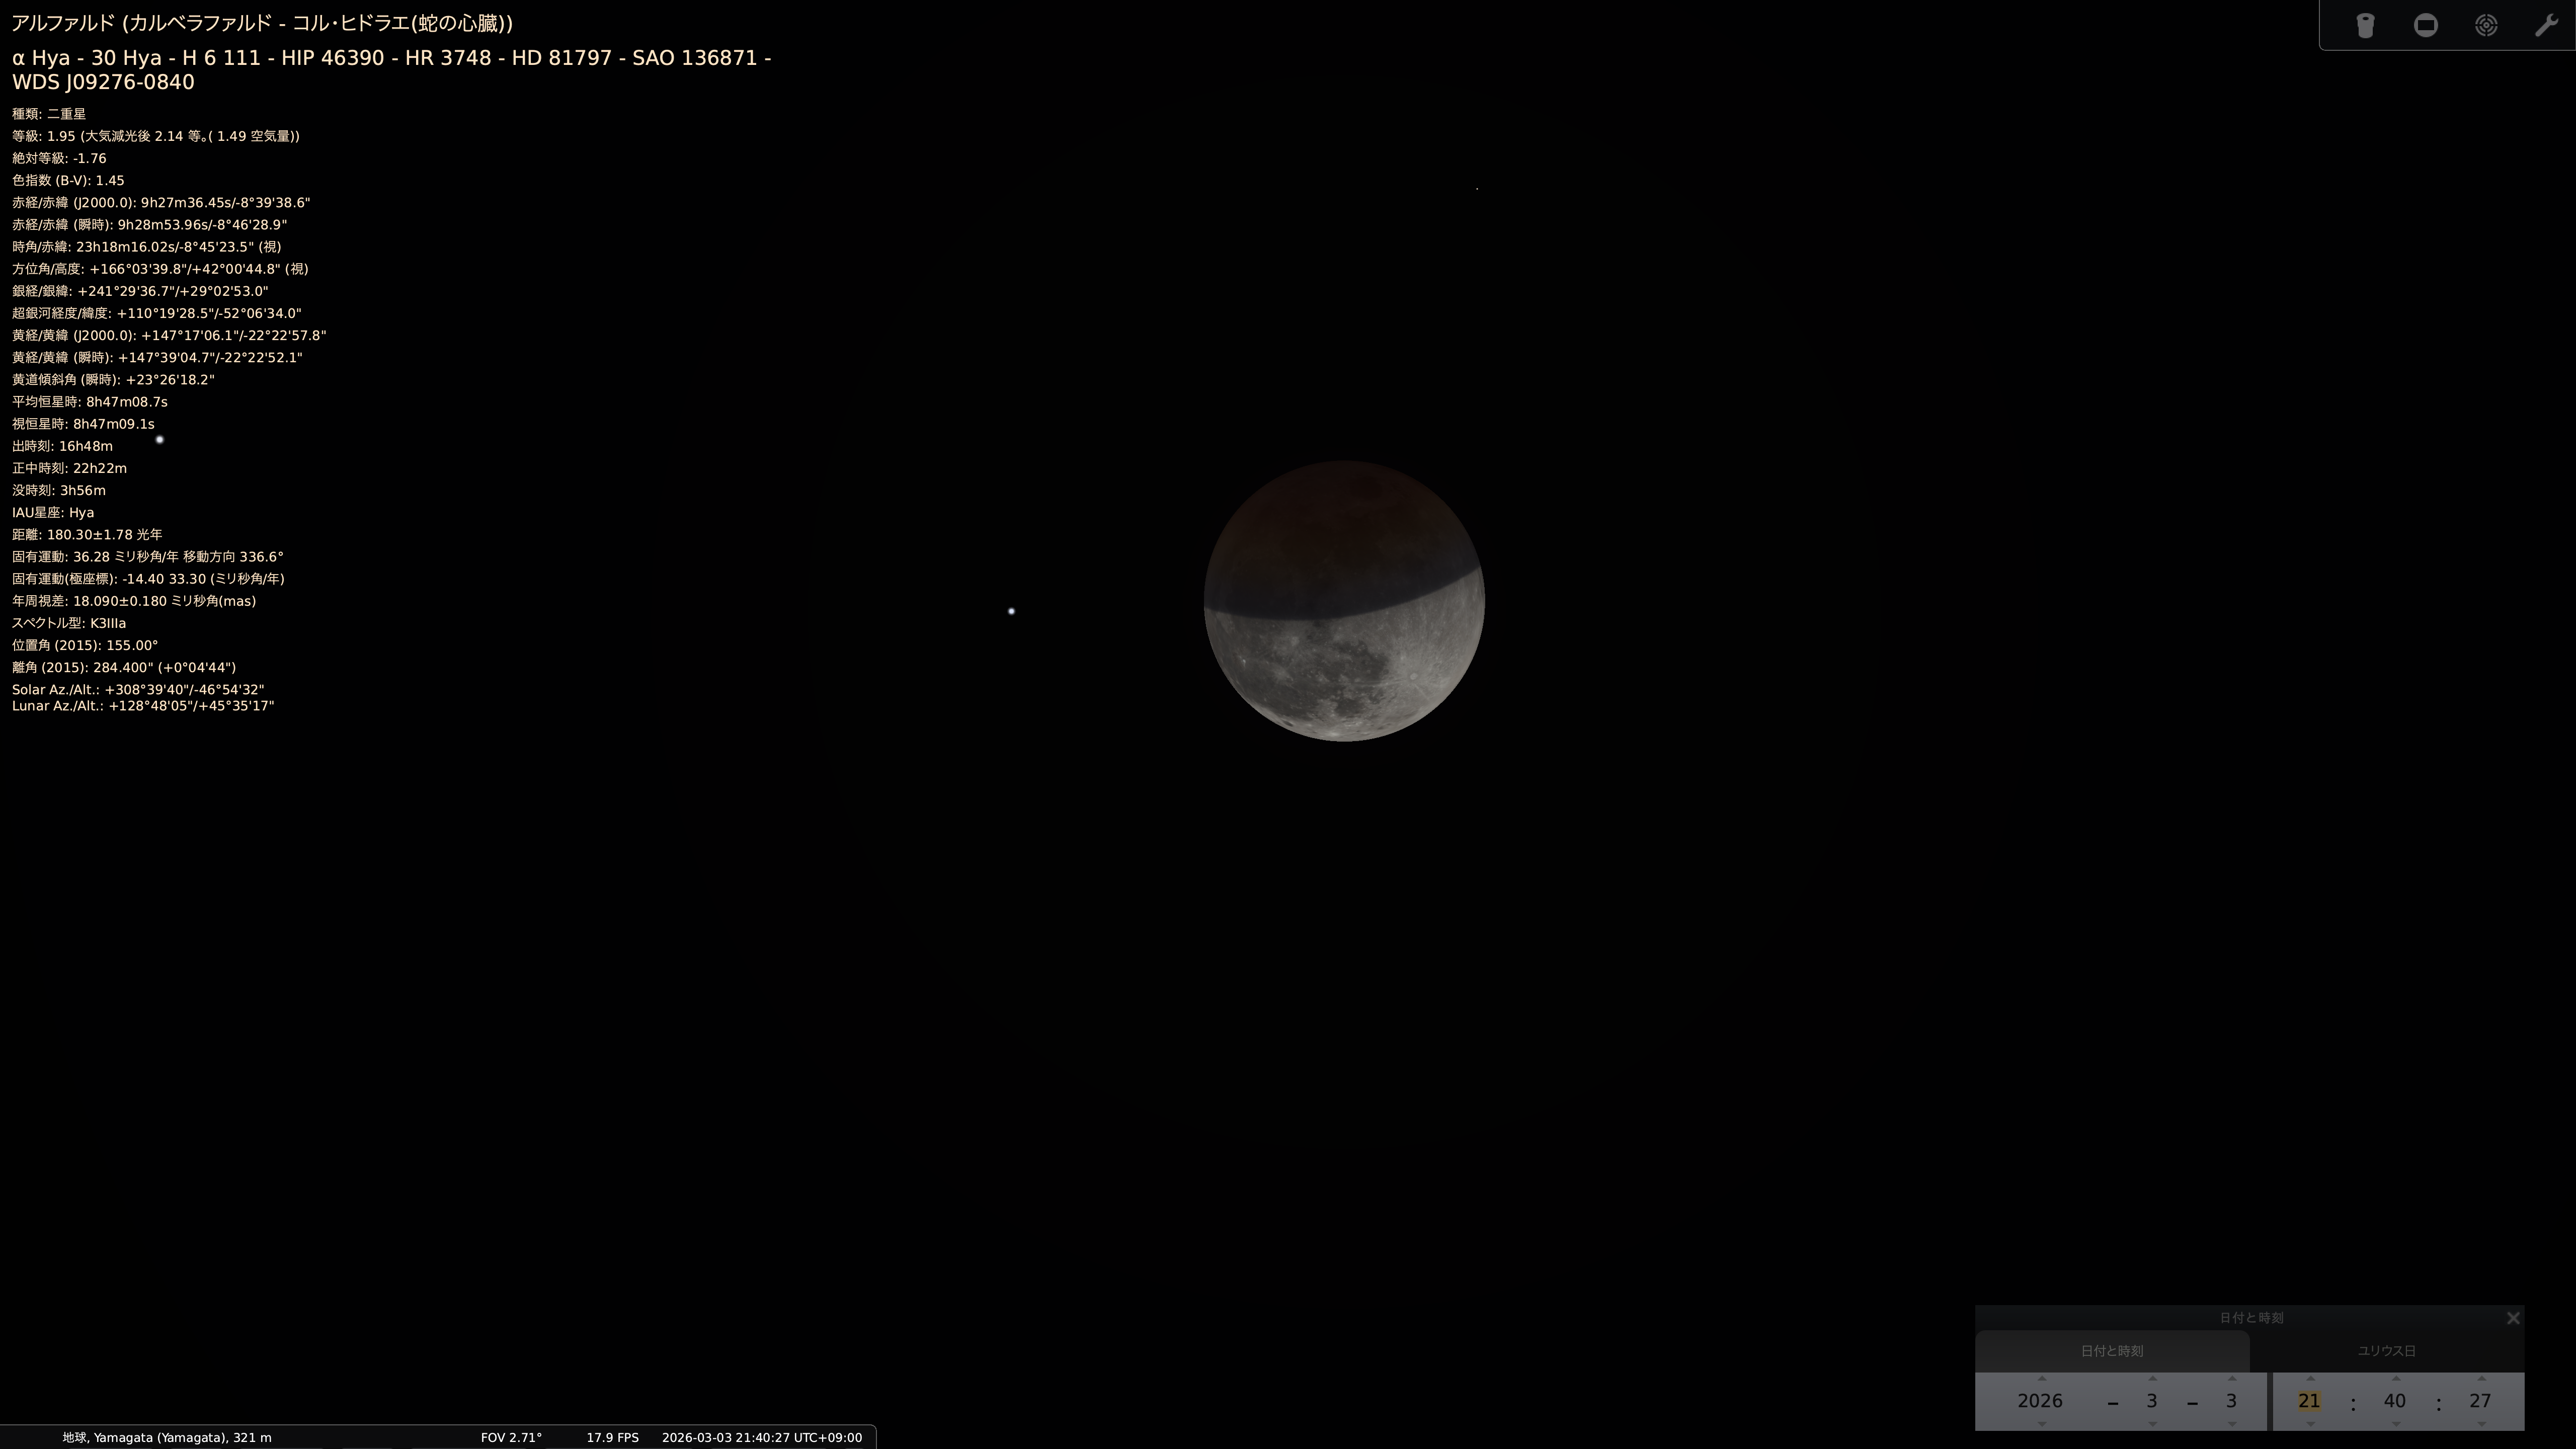 アルファルド (カルベラファルド - コル・ヒドラエ(蛇の心臓))
α Hya - 30 Hya - H 6 111 - HIP 46390 - HR 3748 - HD 81797 - SAO 136871 -
WDS J09276-0840
種類: 二重星
等級: 1.95 (大気減光後 2.14 等。( 1.49 空気量))
絶対等級: -1.76
色指数 (B-V): 1.45
赤経/赤緯 (J2000.0): 9h27m36.45s/-8°39'38.6"
赤経/赤緯 (瞬時): 9h28m53.96s/-8°46'28.9"
時角/赤緯: 23h18m16.02s/-8°45'23.5" (視)
方位角/高度: +166°03'39.8"/+42°00'44.8" (視)
銀経/銀緯: +241°29'36.7"/+29°02'53.0"
超銀河経度/緯度: +110°19'28.5"/-52°06'34.0"
黄経/黄緯 (J2000.0): +147°17'06.1"/-22°22'57.8"
黄経/黄緯 (瞬時): +147°39'04.7"/-22°22'52.1"
黄道傾斜角 (瞬時): +23°26'18.2"
平均恒星時: 8h47m08.7s
視恒星時: 8h47m09.1s
出時刻: 16h48m
正中時刻: 22h22m
没時刻: 3h56m
IAU星座: Hya
距離: 180.30±1.78 光年
固有運動: 36.28 ミリ秒角/年 移動方向 336.6°
固有運動(極座標): -14.40 33.30 (ミリ秒角/年)
年周視差: 18.090±0.180 ミリ秒角(mas)
スペクトル型: K3IIIa
位置角 (2015): 155.00°
離角 (2015): 284.400" (+0°04'44")
Solar Az./Alt.: +308°39'40"/-46°54'32"
Lunar Az./Alt.: +128°48'05"/+45°35'17"
日付と時刻
日付と時刻 ユリウス日
2026 - 3 - 3 21 : 40 : 27
地球, Yamagata (Yamagata), 321 m FOV 2.71° 17.9 FPS 2026-03-03 21:40:27 UTC+09:00